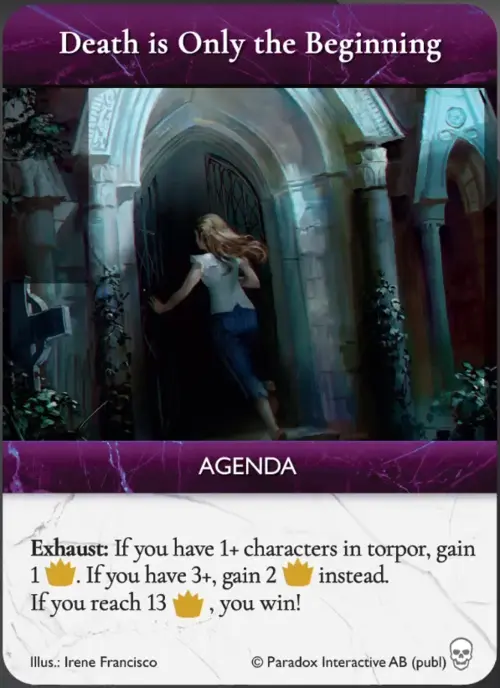 Death is Only the Beginning
AGENDA
Exhaust: If you have 1+ characters in torpor, gain
1 . If you have 3+, gain 2 instead.
If you reach 13 , you win!
Illus.: Irene Francisco © Paradox Interactive AB (publ)